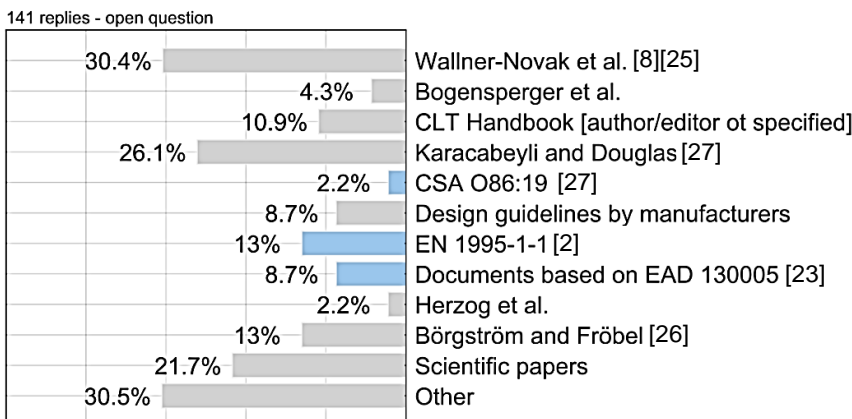 141 replies - open question
30.4% Wallner-Novak et al. [8][25]
4.3% Bogensperger et al.
10.9% CLT Handbook [author/editor ot specified]
26.1% Karacabeyli and Douglas [27]
2.2% CSA O86:19 [27]
8.7% Design guidelines by manufacturers
13% EN 1995-1-1 [2]
8.7% Documents based on EAD 130005 [23]
2.2% Herzog et al.
13% Börgström and Fröbel [26]
21.7% Scientific papers
30.5% Other